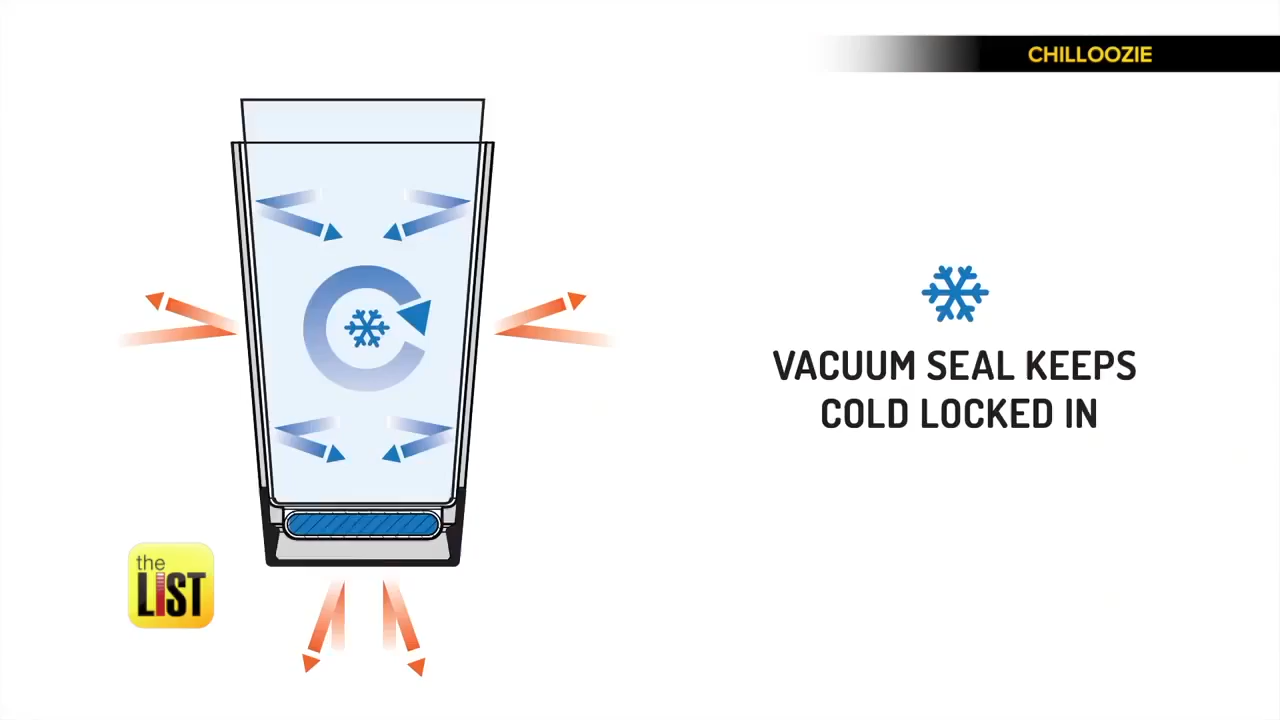 CHILLOOZIE
VACUUM SEAL KEEPS
COLD LOCKED IN
the
LiST